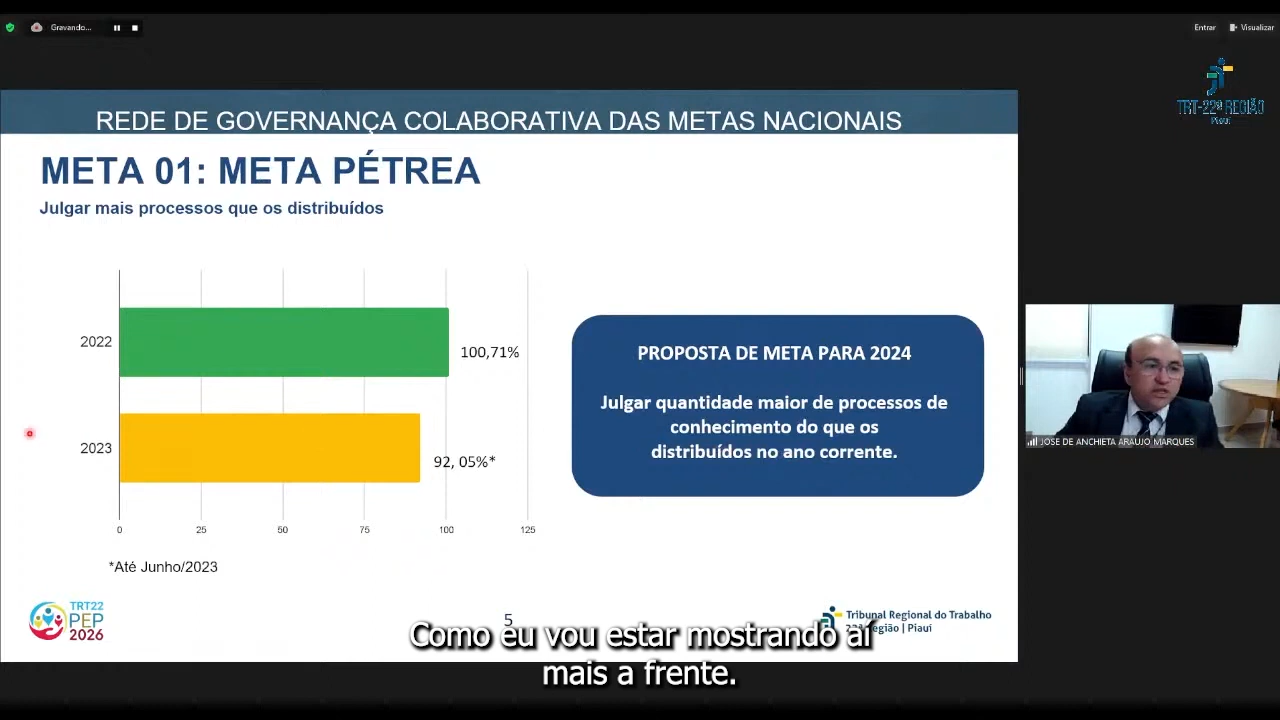 Gravando...
Entrar
Visualizar
TRT-22ª REGIÃO
Piauí
REDE DE GOVERNANÇA COLABORATIVA DAS METAS NACIONAIS
META 01: META PÉTREA
Julgar mais processos que os distribuídos
2022
100,71%
2023
92, 05%*
0 25 50 75 100 125
*Até Junho/2023
PROPOSTA DE META PARA 2024
Julgar quantidade maior de processos de
conhecimento do que os
distribuídos no ano corrente.
JOSE DE ANCHIETA ARAUJO MARQUES
TRT22
PEP
2026
5
Tribunal Regional do Trabalho
22ª Região | Piauí
Como eu vou estar mostrando aí
mais a frente.